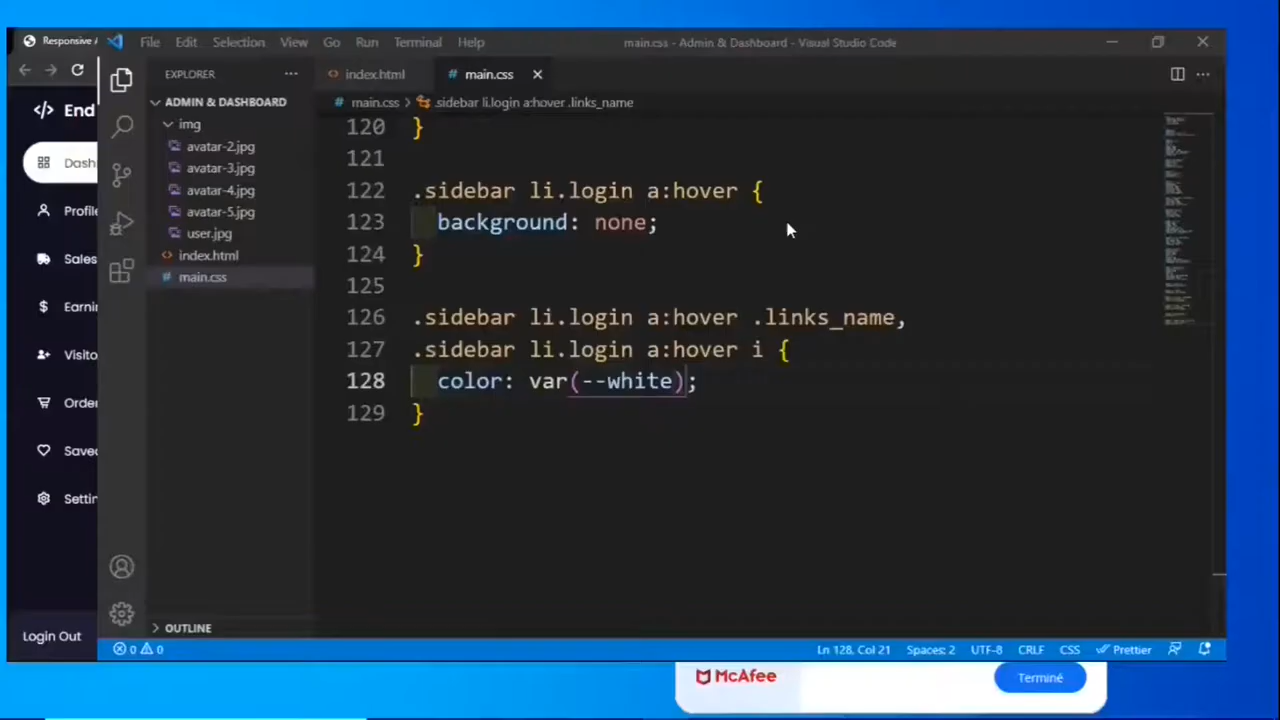 Responsive
File Edit Selection View Go Run Terminal Help
main.css - Admin & Dashboard - Visual Studio Code
EXPLORER
index.html
main.css
ADMIN & DASHBOARD
img
avatar-2.jpg
avatar-3.jpg
avatar-4.jpg
avatar-5.jpg
user.jpg
index.html
main.css
OUTLINE
main.css > .sidebar li.login a:hover .links_name
120 }
121
122 .sidebar li.login a:hover {
123 background: none;
124 }
125
126 .sidebar li.login a:hover .links_name,
127 .sidebar li.login a:hover i {
128 color: var(--white);
129 }
</> End
Dash
Profile
Sales
Earnin
Visito
Order
Saved
Settin
Login Out
0 0
Ln 128, Col 21 Spaces: 2 UTF-8 CRLF CSS Prettier
McAfee
Terminé